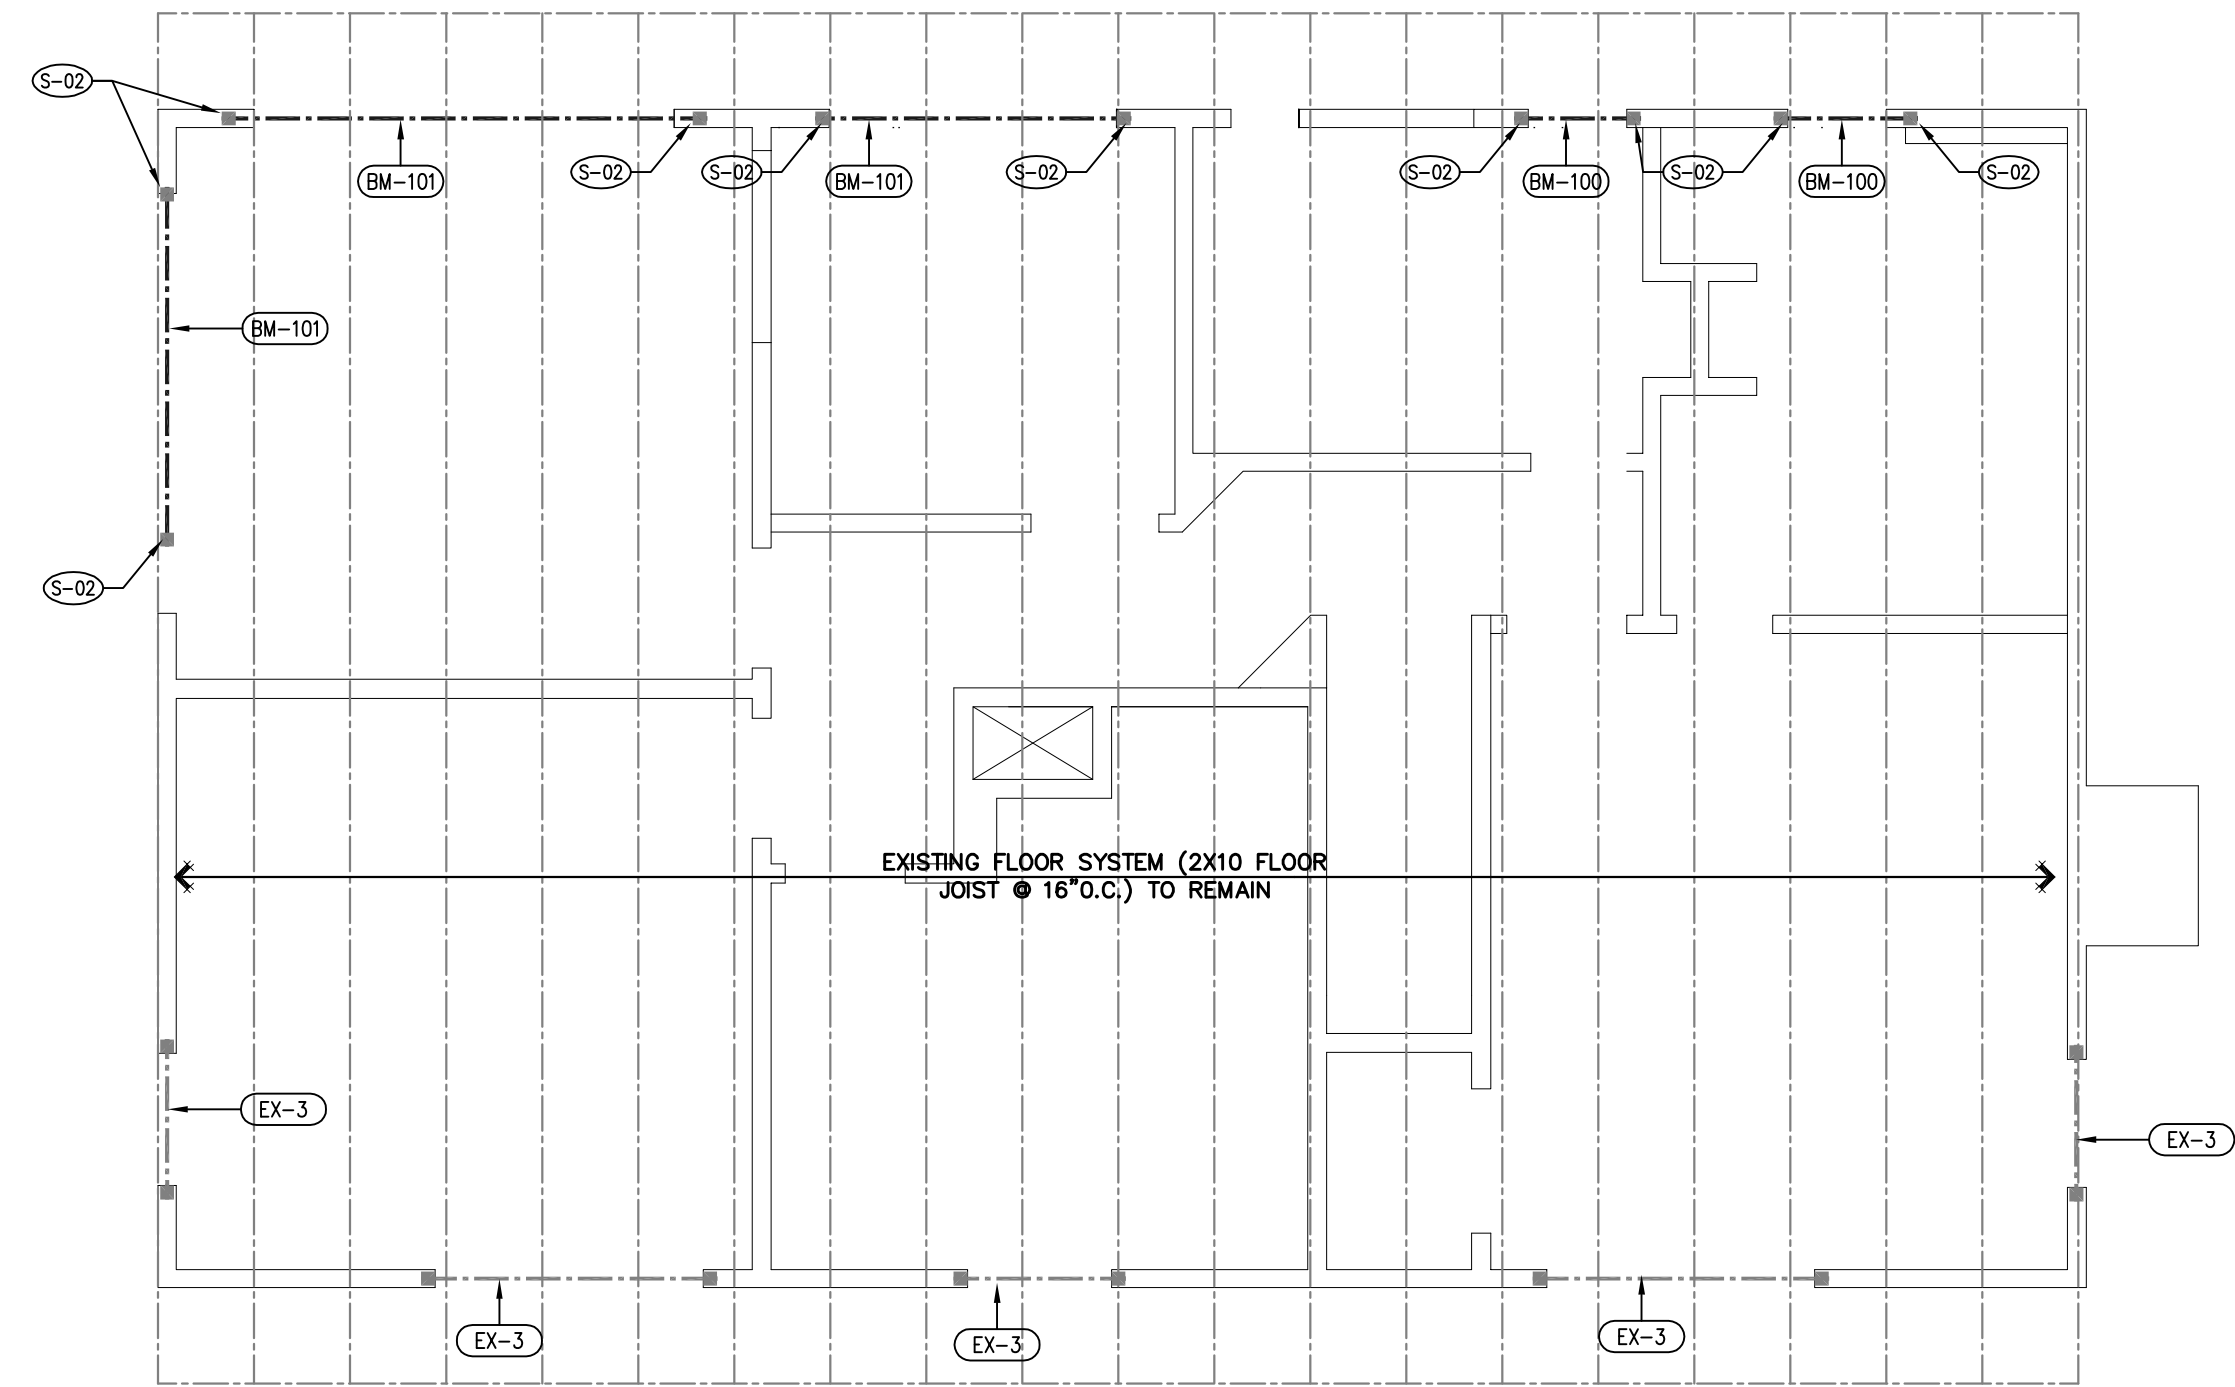 S-02
S-02
BM-101
S-02
BM-101
S-02
S-02
BM-100
S-02
BM-100
S-02
BM-101
S-02
EXISTING FLOOR SYSTEM (2X10 FLOOR
JOIST @ 16"O.C.) TO REMAIN
EX-3
EX-3
EX-3
EX-3
EX-3